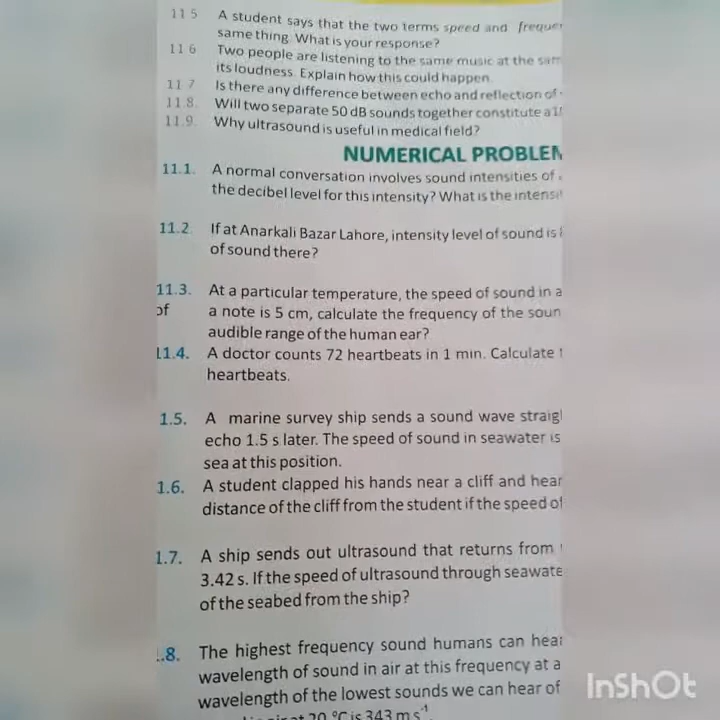 11 5 A student says that the two terms speed and
same thing. What is your response?
11 6 Two people are listening to the same music at the
its loudness. Explain how this could happen
11 7 Is there any difference between echo and reflection of
11.8. Will two separate 50 dB sounds together constitute a
11.9. Why ultrasound is useful in medical field?
NUMERICAL
11.1. A normal conversation involves sound intensities of
the decibel level for this intensity? What is the
11.2. If at Anarkali Bazar Lahore, intensity level of sound is
of sound there?
11.3. At a particular temperature, the speed of sound in a
of a note is 5 cm, calculate the frequency of the
audible range of the human ear?
11.4. A doctor counts 72 heartbeats in 1 min. Calculate
heartbeats.
1.5. A marine survey ship sends a sound wave
echo 1.5 s later. The speed of sound in seawater is
sea at this position.
1.6. A student clapped his hands near a cliff and
distance of the cliff from the student if the speed of
1.7. A ship sends out ultrasound that returns from
3.42 s. If the speed of ultrasound through
of the seabed from the ship?
.8. The highest frequency sound humans can
wavelength of sound in air at this frequency at a
wavelength of the lowest sounds we can hear of
20 °C is 343 m s⁻¹
InShOt